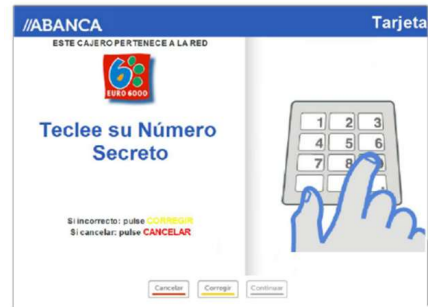 //ABANCA
Tarjeta
ESTE CAJERO PERTENECE A LA RED
6
EURO 6000
Teclee su Número
Secreto
Si incorrecto: pulse CORREGIR
Si cancelar: pulse CANCELAR
1 2 3
4 5 6
7 8
Cancelar Corregir Continuar